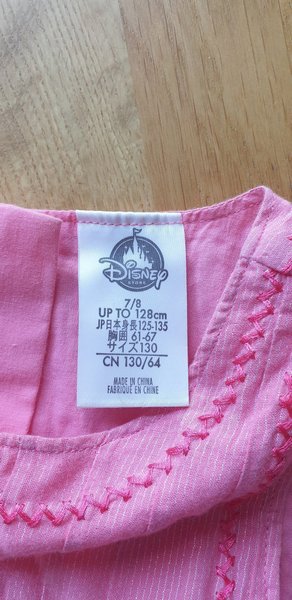 Disney
STORE
7/8
UP TO 128cm
JP日本身長125-135
胸囲 61-67
サイズ130
CN 130/64
MADE IN CHINA
FABRIQUÉ EN CHINE